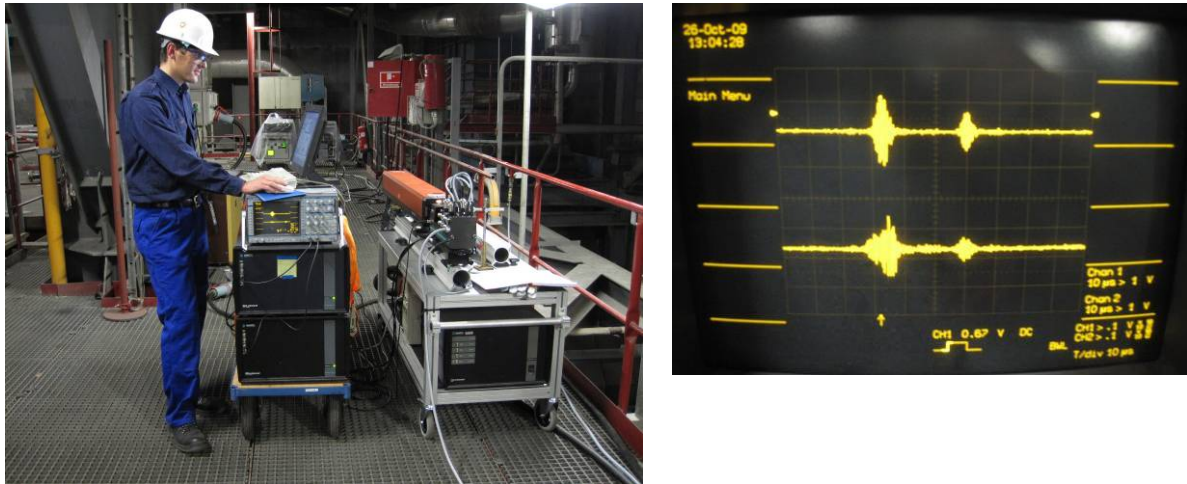 26-Oct-09
13:04:28
Main Menu
Chan 1
10 µs > 1 V
Chan 2
10 µs > 1 V
CH1 0.67 V DC
CH1 > .1 V
CH2 > .1 V
BWL
T/div 10 µs